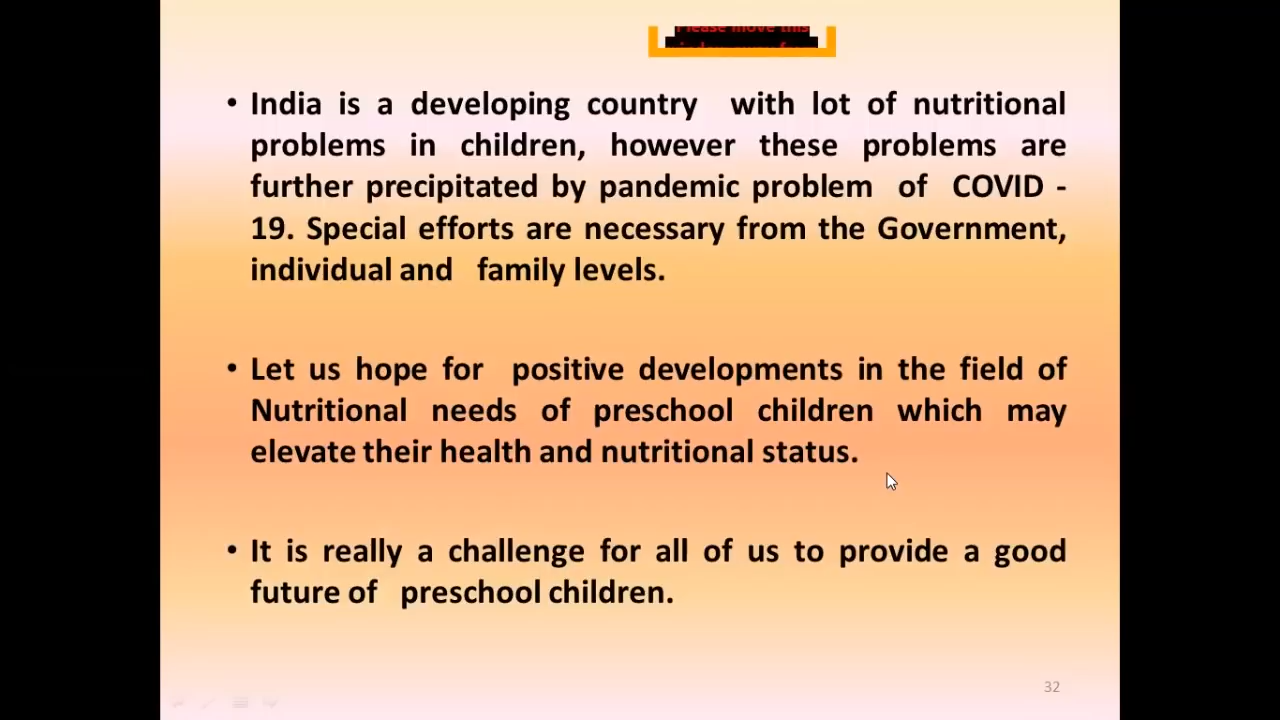 Please move this
• India is a developing country with lot of nutritional
problems in children, however these problems are
further precipitated by pandemic problem of COVID -
19. Special efforts are necessary from the Government,
individual and family levels.
• Let us hope for positive developments in the field of
Nutritional needs of preschool children which may
elevate their health and nutritional status.
• It is really a challenge for all of us to provide a good
future of preschool children.
32